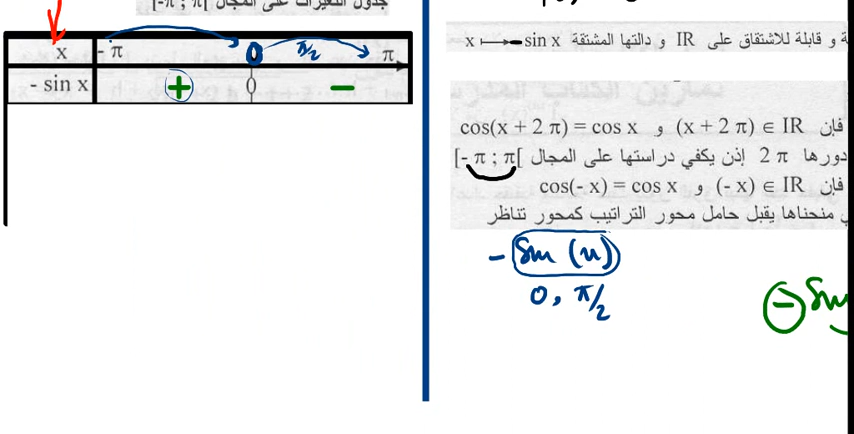 جدول التغيرات على المجال [-π ; π]
x - π 0 π/2 π
- sin x + 0 -
و قابلة للاشتقاق على IR و دالتها المشتقة x ⟼ - sin x
فإن (x + 2 π) ∈ IR و cos(x + 2 π) = cos x
دورها 2 π إذن يكفي دراستها على المجال [- π ; π[
فإن (- x) ∈ IR و cos(- x) = cos x
منحناها يقبل حامل محور التراتيب كمحور تناظر
- sin (x)
0, π/2
- sin